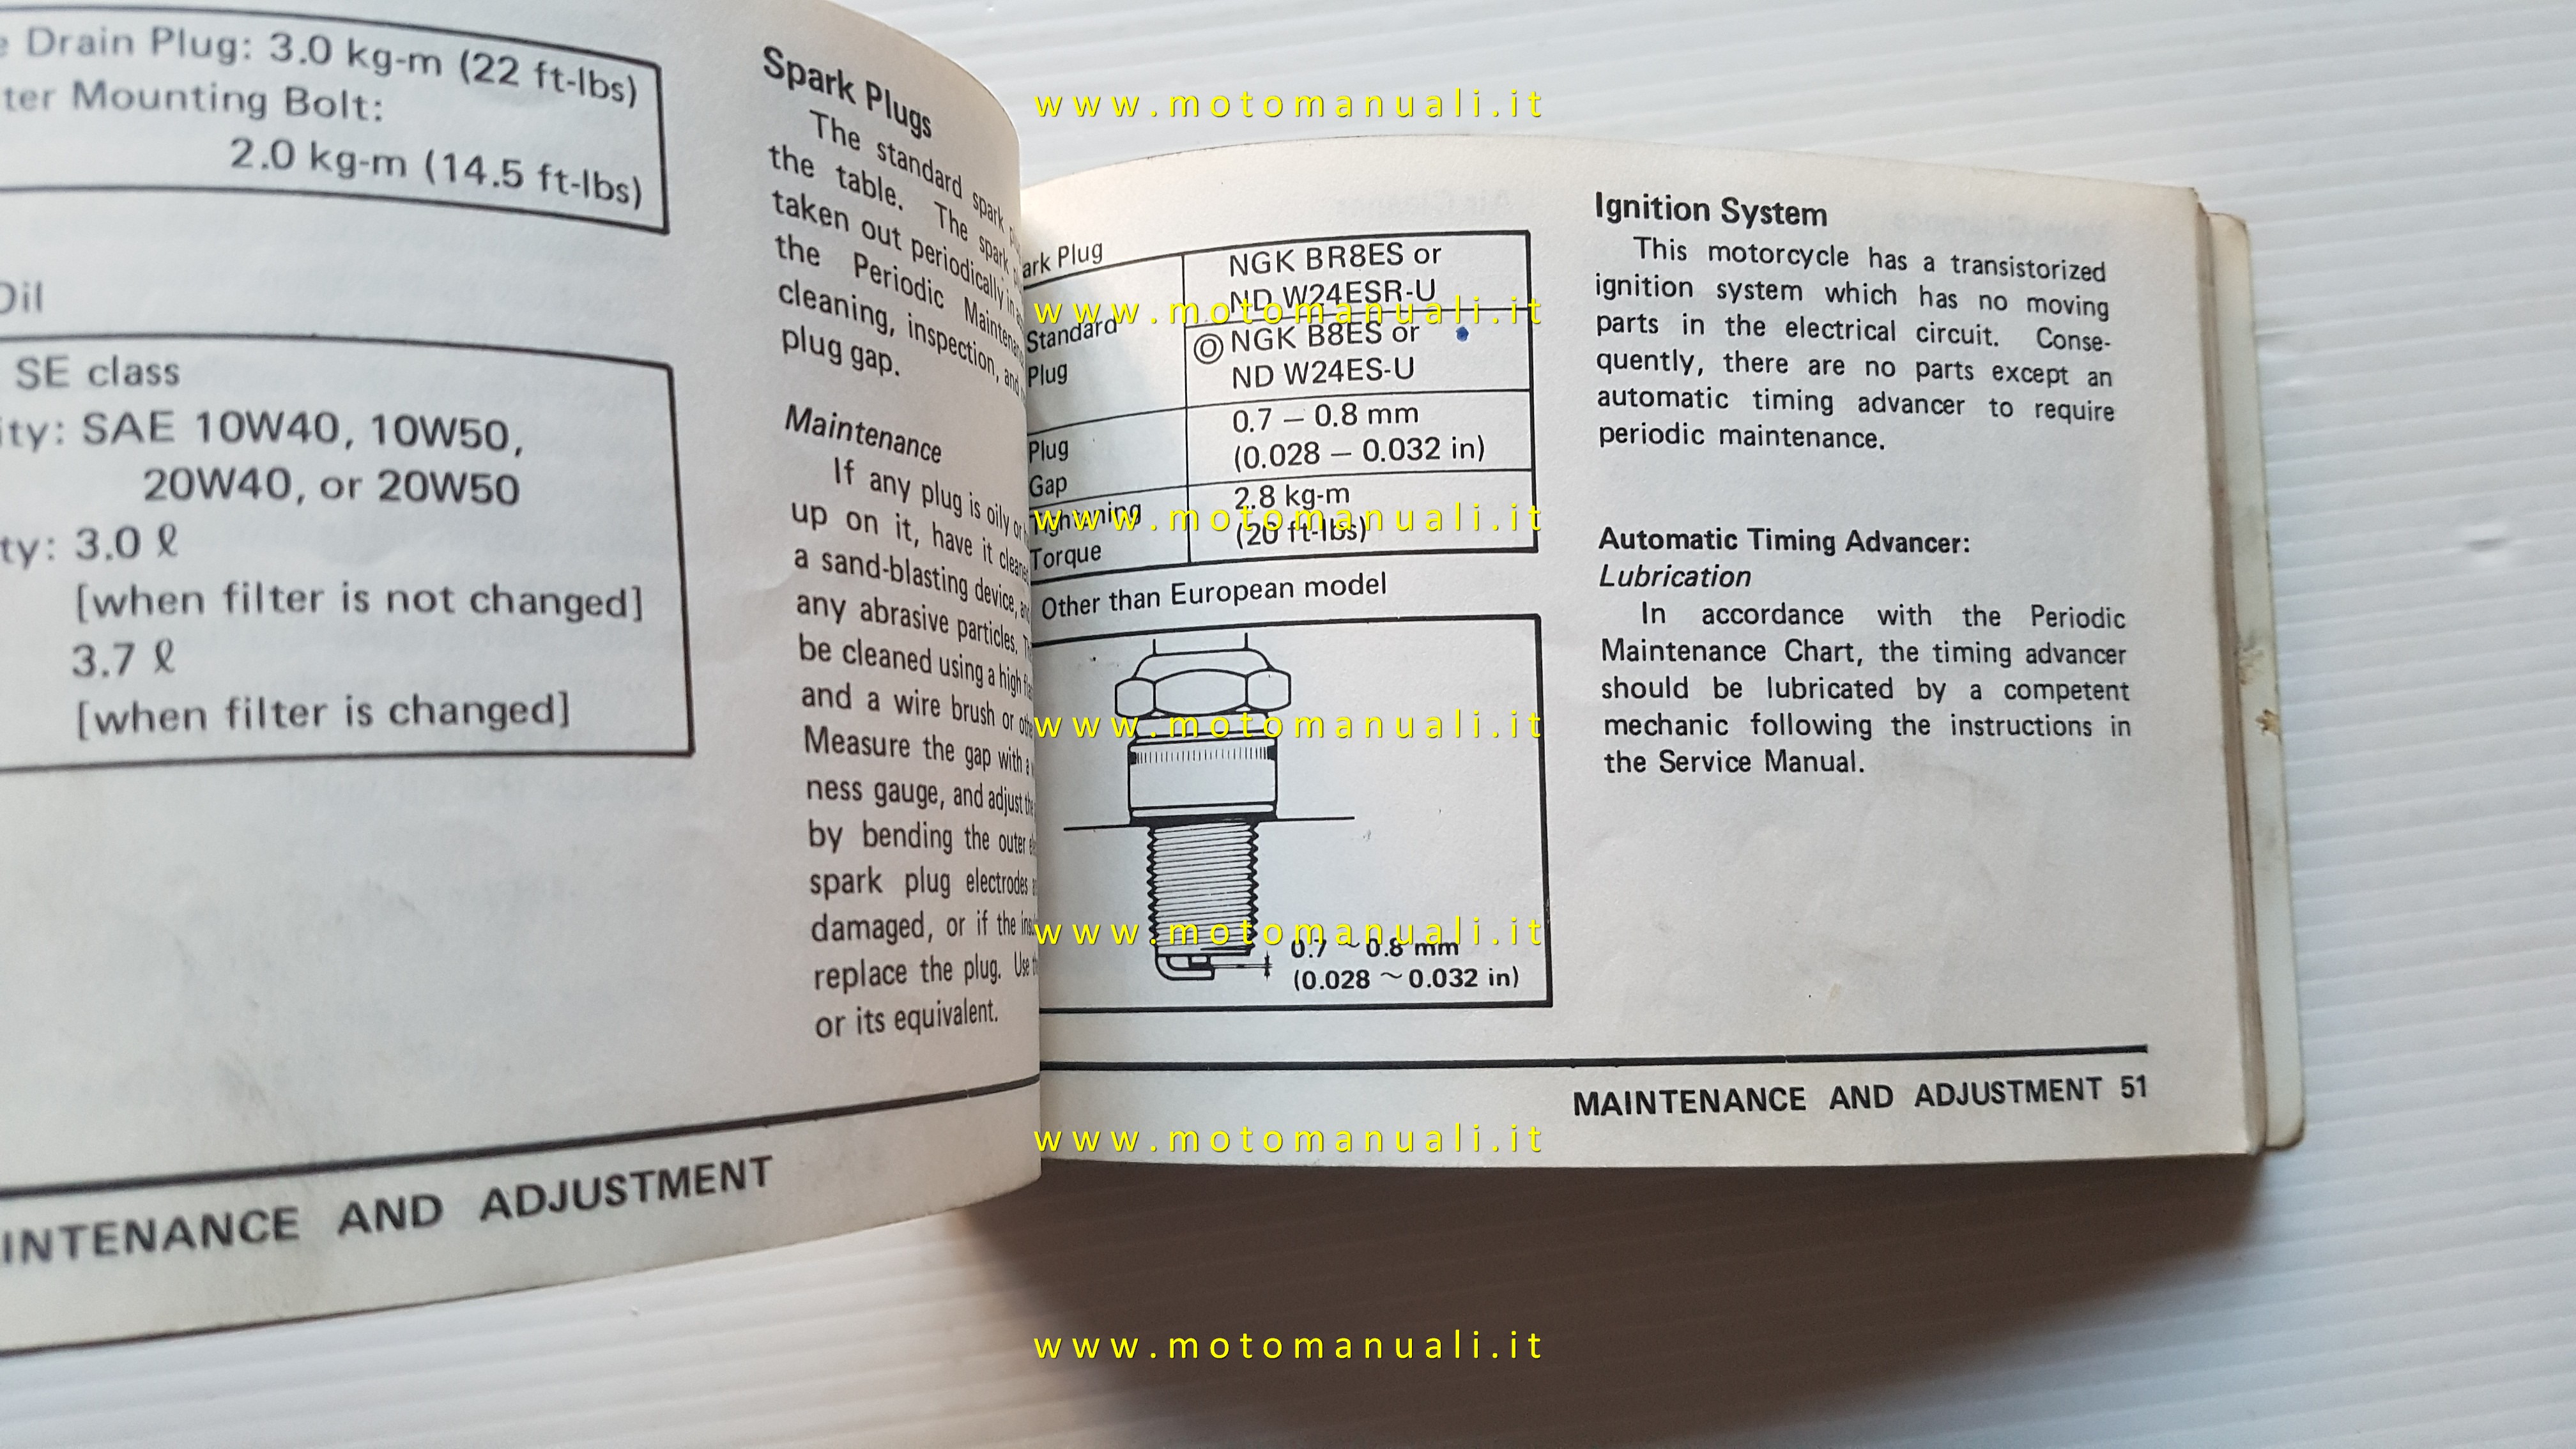 Drain Plug: 3.0 kg-m (22 ft-lbs)
Mounting Bolt:
2.0 kg-m (14.5 ft-lbs)
Oil
SE class
SAE 10W40, 10W50,
20W40, or 20W50
3.0 ℓ
[when filter is not changed]
3.7 ℓ
[when filter is changed]
AND ADJUSTMENT
Spark Plugs
The standard spark
the table. The spark
taken out periodically in
the Periodic
cleaning, inspection, and
plug gap.
Maintenance
If any plug is oily or
up on it, have it
a sand-blasting device,
any abrasive particles.
be cleaned using a high
and a wire brush or
Measure the gap with a
ness gauge, and adjust the
by bending the outer
spark plug electrodes
damaged, or if the
replace the plug. Use
or its equivalent.
Plug
Standard
Plug
NGK BR8ES or
ND W24ESR-U
◎ NGK B8ES or
ND W24ES-U
Plug
Gap
0.7 – 0.8 mm
(0.028 – 0.032 in)
Tightening
Torque
2.8 kg-m
(20 ft-lbs)
Other than European model
0.7 ~ 0.8 mm
(0.028 ~ 0.032 in)
Ignition System
This motorcycle has a transistorized
ignition system which has no moving
parts in the electrical circuit. Conse-
quently, there are no parts except an
automatic timing advancer to require
periodic maintenance.
Automatic Timing Advancer:
Lubrication
In accordance with the Periodic
Maintenance Chart, the timing advancer
should be lubricated by a competent
mechanic following the instructions in
the Service Manual.
MAINTENANCE AND ADJUSTMENT 51
www.motomanuali.it
www.motomanuali.it
www.motomanuali.it
www.motomanuali.it
www.motomanuali.it
www.motomanuali.it
www.motomanuali.it